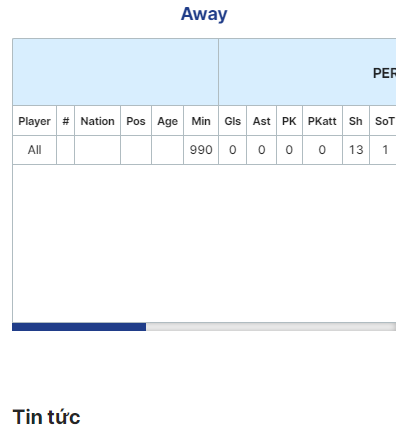 Away
PER
Player # Nation Pos Age Min Gls Ast PK PKatt Sh SoT
All 990 0 0 0 0 13 1
Tin tức